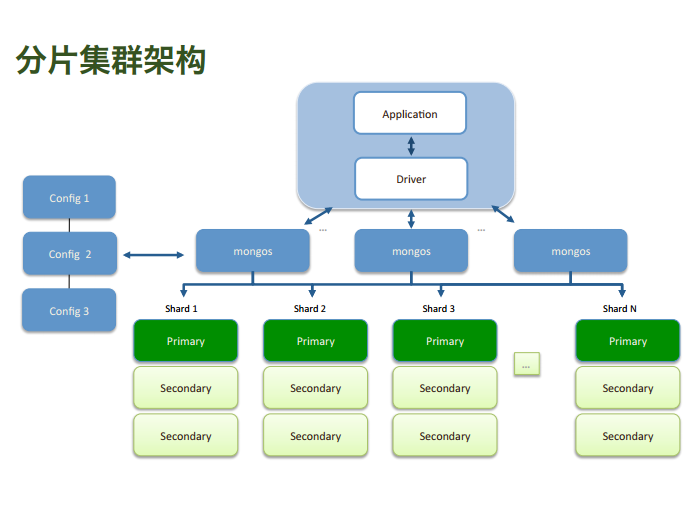 分片集群架构
Application
Driver
Config 1
Config 2
Config 3
...
...
mongos
mongos
mongos
Shard 1
Shard 2
Shard 3
Shard N
Primary
Primary
Primary
Primary
...
Secondary
Secondary
Secondary
Secondary
Secondary
Secondary
Secondary
Secondary